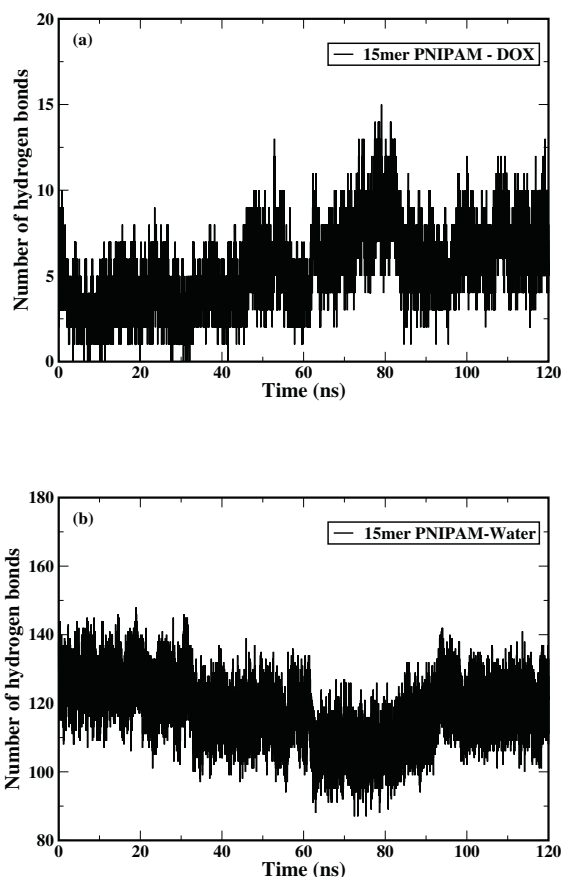 20
(a)
15mer PNIPAM - DOX
15
10
5
0
Number of hydrogen bonds
0 20 40 60 80 100 120
Time (ns)
180
(b)
15mer PNIPAM-Water
160
140
120
100
80
Number of hydrogen bonds
0 20 40 60 80 100 120
Time (ns)